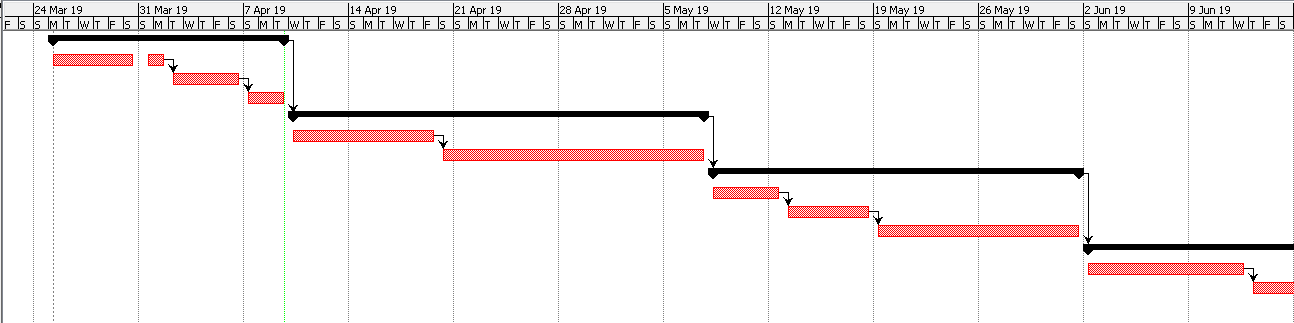 24 Mar 19 31 Mar 19 7 Apr 19 14 Apr 19 21 Apr 19 28 Apr 19 5 May 19 12 May 19 19 May 19 26 May 19 2 Jun 19 9 Jun 19
F S S M T W T F S S M T W T F S S M T W T F S S M T W T F S S M T W T F S S M T W T F S S M T W T F S S M T W T F S S M T W T F S S M T W T F S S M T W T F S S M T W T F S